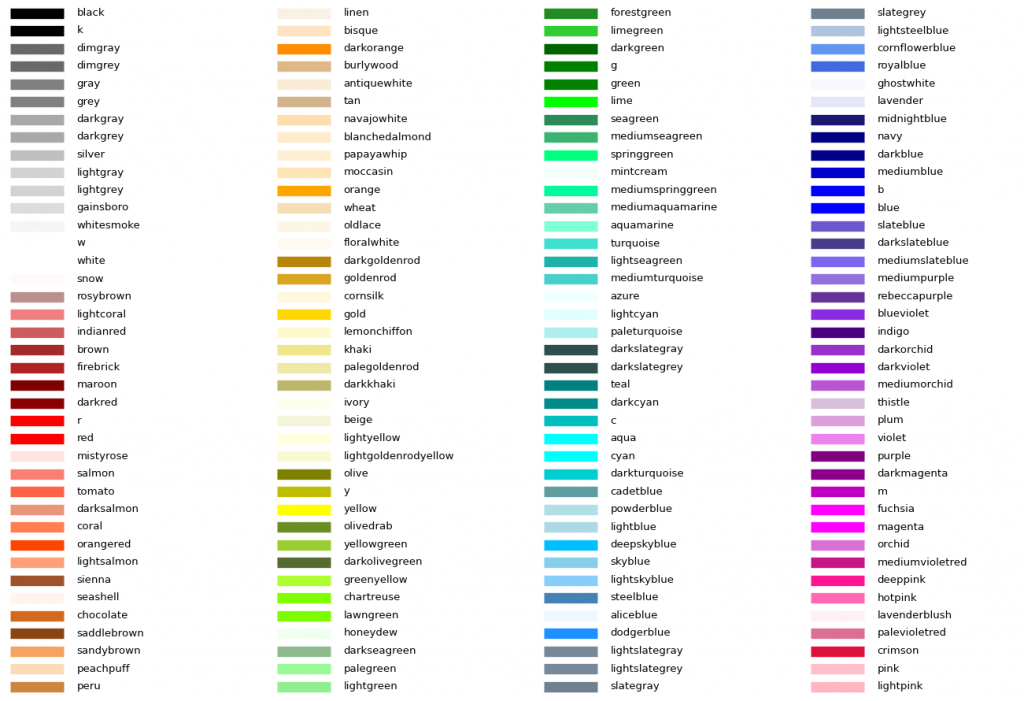 black
k
dimgray
dimgrey
gray
grey
darkgray
darkgrey
silver
lightgray
lightgrey
gainsboro
whitesmoke
w
white
snow
rosybrown
lightcoral
indianred
brown
firebrick
maroon
darkred
r
red
mistyrose
salmon
tomato
darksalmon
coral
orangered
lightsalmon
sienna
seashell
chocolate
saddlebrown
sandybrown
peachpuff
peru
linen
bisque
darkorange
burlywood
antiquewhite
tan
navajowhite
blanchedalmond
papayawhip
moccasin
orange
wheat
oldlace
floralwhite
darkgoldenrod
goldenrod
cornsilk
gold
lemonchiffon
khaki
palegoldenrod
darkkhaki
ivory
beige
lightyellow
lightgoldenrodyellow
olive
y
yellow
olivedrab
yellowgreen
darkolivegreen
greenyellow
chartreuse
lawngreen
honeydew
darkseagreen
palegreen
lightgreen
forestgreen
limegreen
darkgreen
g
green
lime
seagreen
mediumseagreen
springgreen
mintcream
mediumspringgreen
mediumaquamarine
aquamarine
turquoise
lightseagreen
mediumturquoise
azure
lightcyan
paleturquoise
darkslategray
darkslategrey
teal
darkcyan
c
aqua
cyan
darkturquoise
cadetblue
powderblue
lightblue
deepskyblue
skyblue
lightskyblue
steelblue
aliceblue
dodgerblue
lightslategray
lightslategrey
slategray
slategrey
lightsteelblue
cornflowerblue
royalblue
ghostwhite
lavender
midnightblue
navy
darkblue
mediumblue
b
blue
slateblue
darkslateblue
mediumslateblue
mediumpurple
rebeccapurple
blueviolet
indigo
darkorchid
darkviolet
mediumorchid
thistle
plum
violet
purple
darkmagenta
m
fuchsia
magenta
orchid
mediumvioletred
deeppink
hotpink
lavenderblush
palevioletred
crimson
pink
lightpink